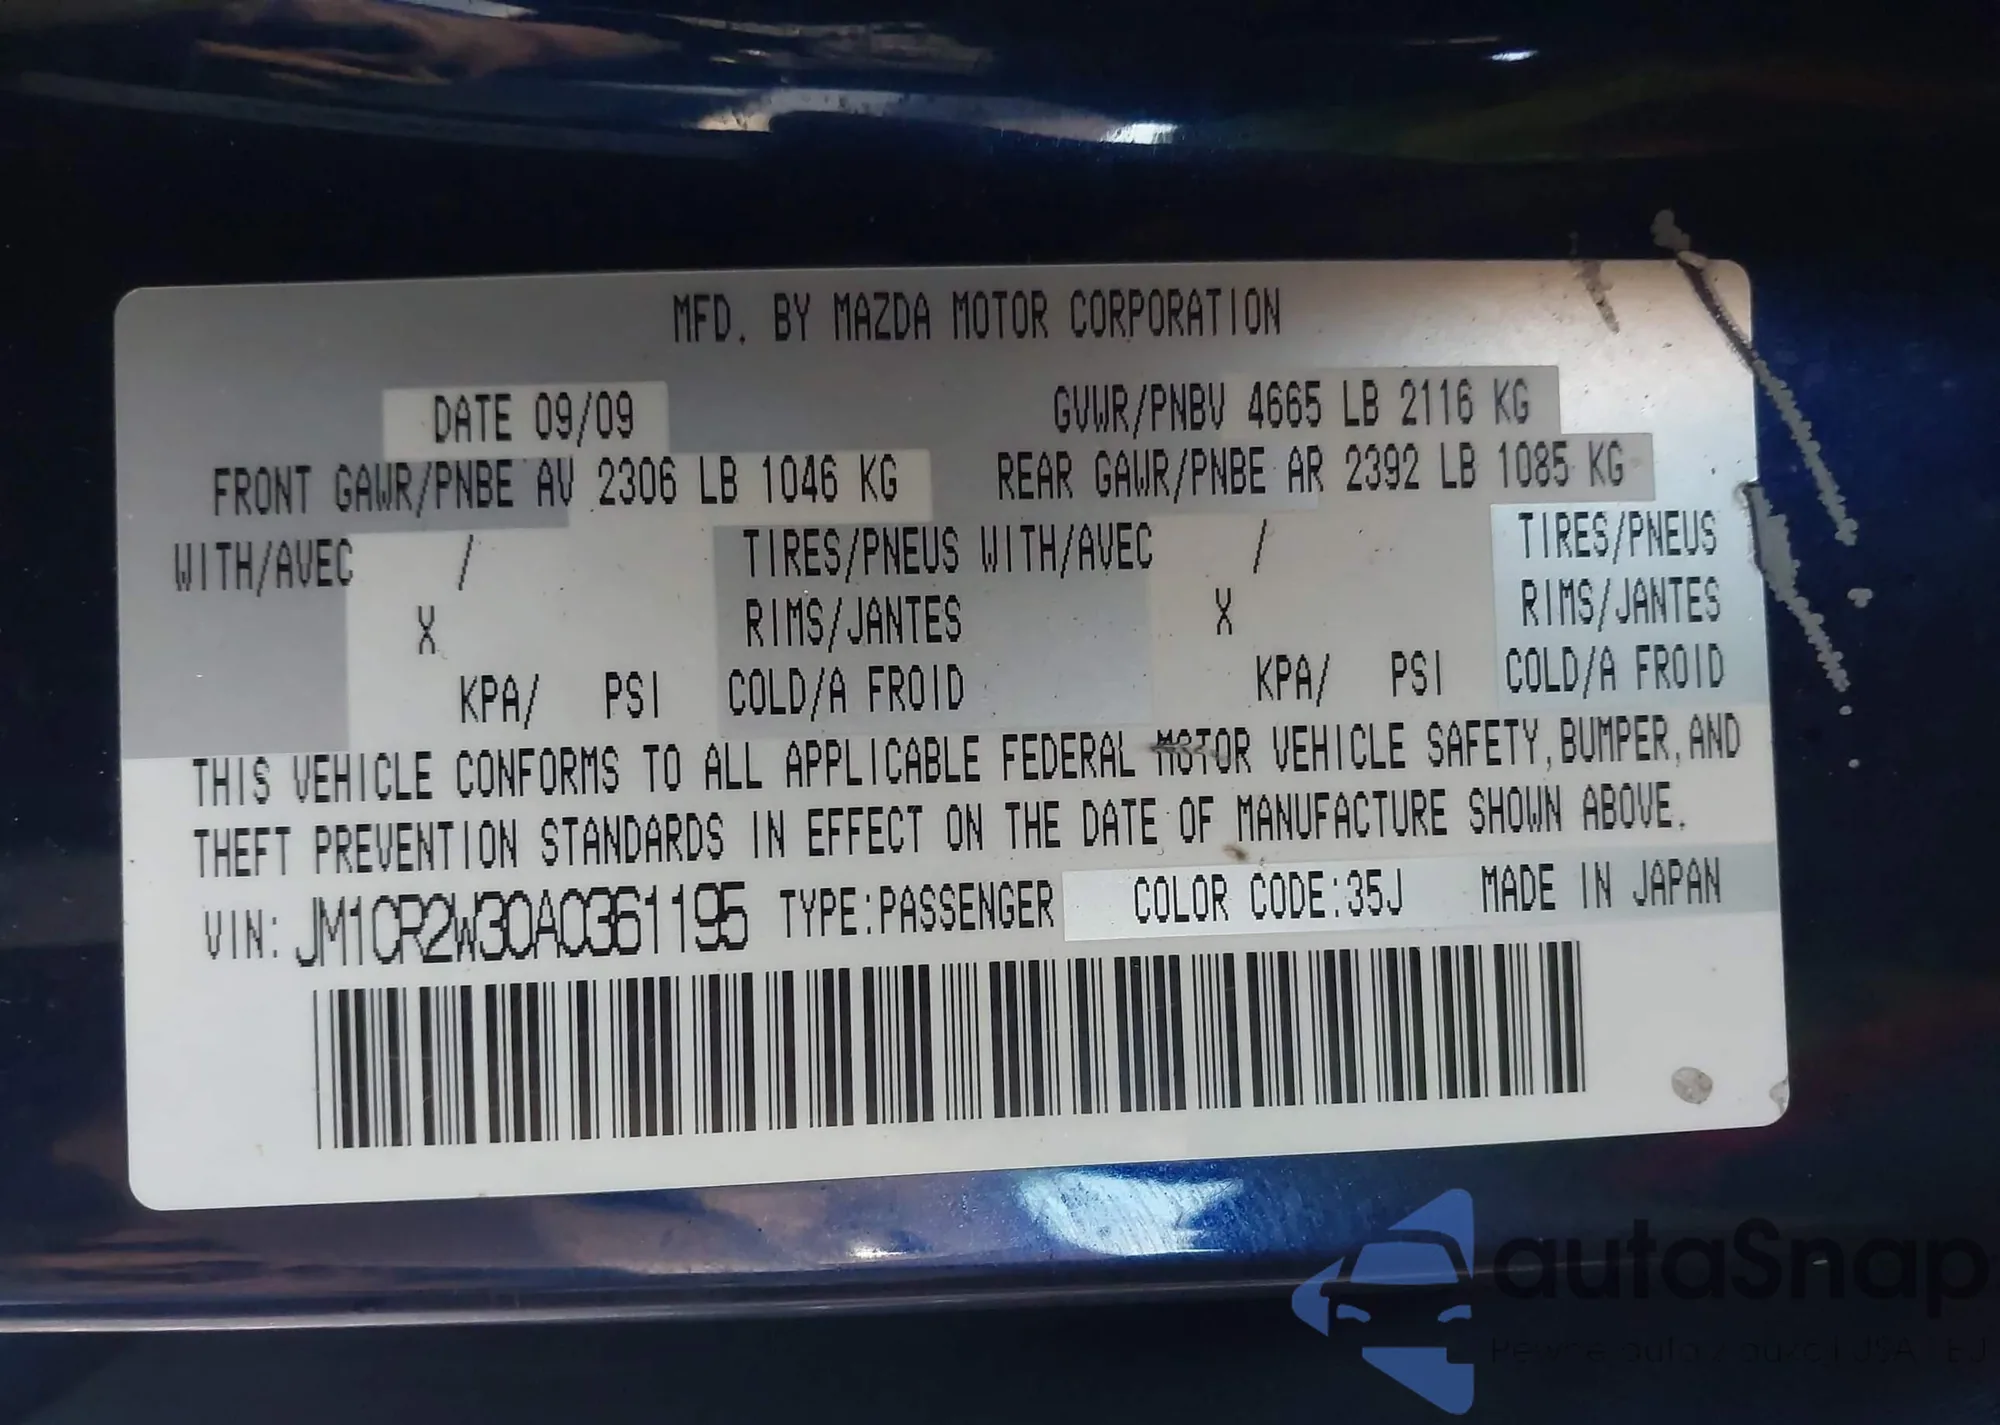 MFD. BY MAZDA MOTOR CORPORATION
DATE 09/09 GVWR/PNBV 4665 LB 2116 KG
FRONT GAWR/PNBE AV 2306 LB 1046 KG REAR GAWR/PNBE AR 2392 LB 1085 KG
WITH/AVEC / TIRES/PNEUS WITH/AVEC / TIRES/PNEUS
X RIMS/JANTES X RIMS/JANTES
KPA/ PSI COLD/A FROID KPA/ PSI COLD/A FROID
THIS VEHICLE CONFORMS TO ALL APPLICABLE FEDERAL MOTOR VEHICLE SAFETY, BUMPER, AND
THEFT PREVENTION STANDARDS IN EFFECT ON THE DATE OF MANUFACTURE SHOWN ABOVE.
VIN: JM1CR2W30A0361195 TYPE:PASSENGER COLOR CODE:35J MADE IN JAPAN
autaSnap
auta z aukcji USA